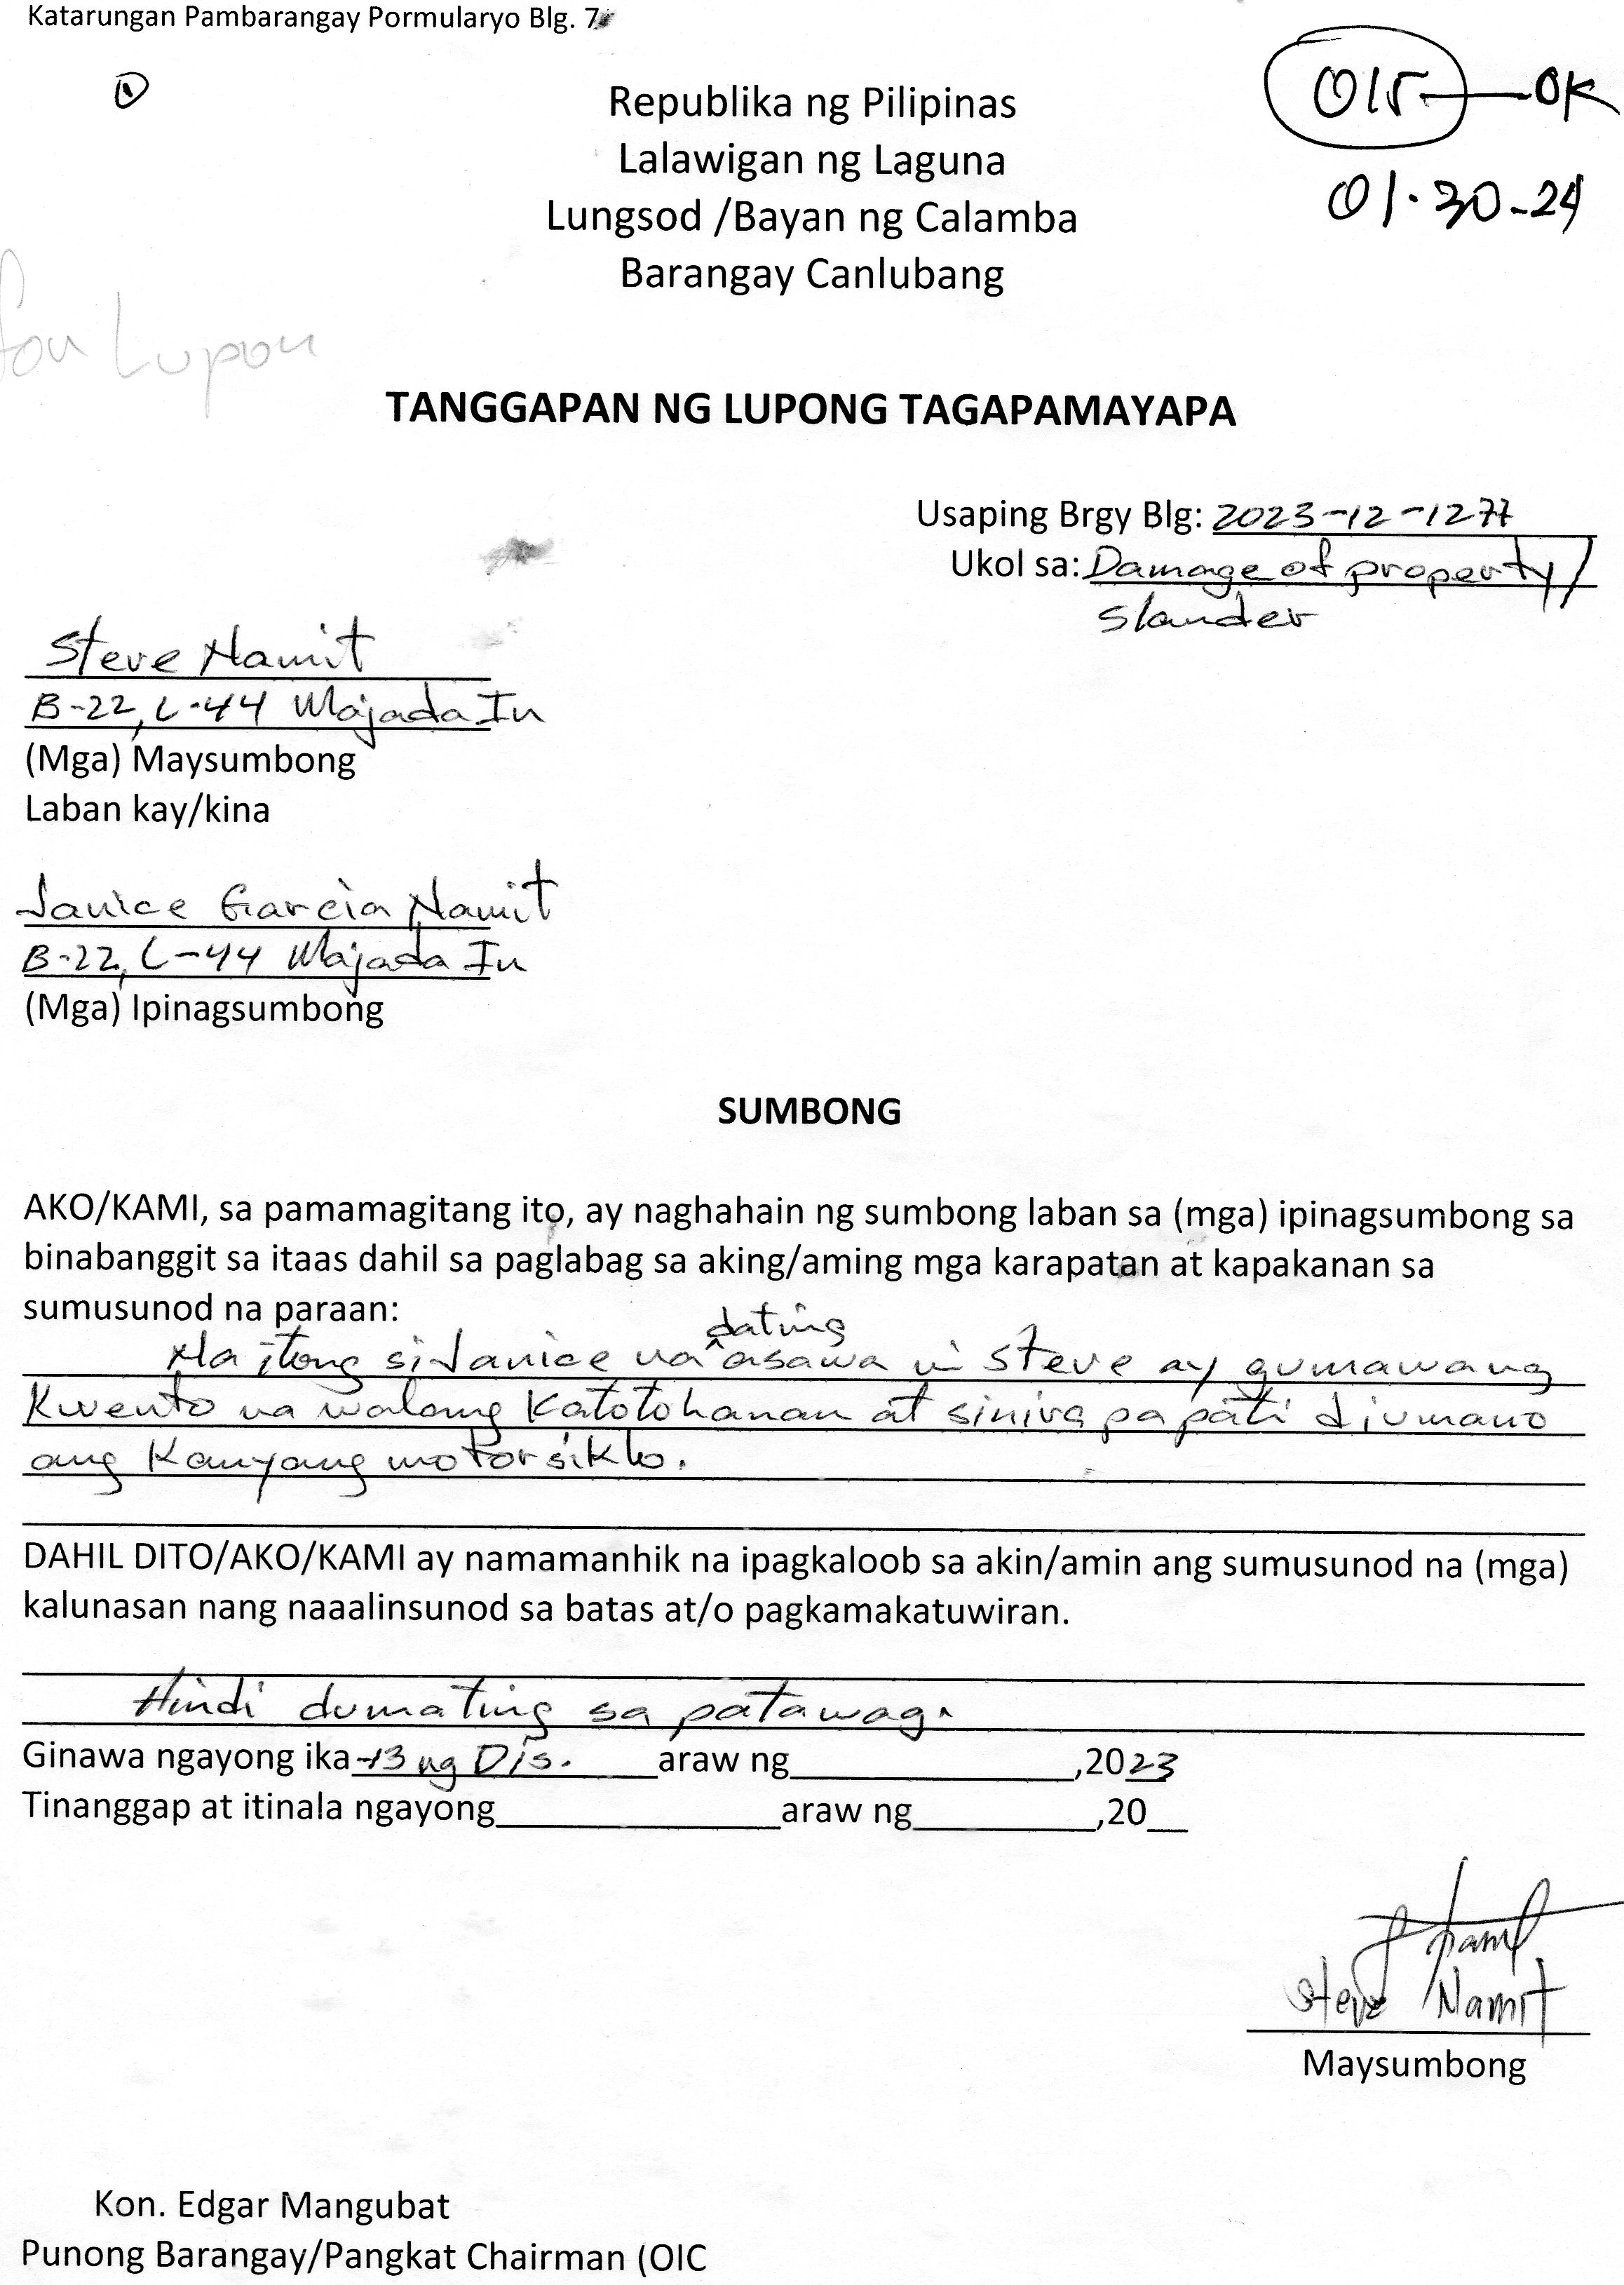 Katarungan Pambarangay Pormularyo Blg. 7
015 OK
01.30-24
Republika ng Pilipinas
Lalawigan ng Laguna
Lungsod /Bayan ng Calamba
Barangay Canlubang
Lupon
TANGGAPAN NG LUPONG TAGAPAMAYAPA
Usaping Brgy Blg: 2023-12-1277
Ukol sa: Damage of property/
slander
Steve Namit
B-22, L-44 Majada In
(Mga) Maysumbong
Laban kay/kina
Janice Garcia Namit
B-22, L-44 Majada In
(Mga) Ipinagsumbong
SUMBONG
AKO/KAMI, sa pamamagitang ito, ay naghahain ng sumbong laban sa (mga) ipinagsumbong sa
binabanggit sa itaas dahil sa paglabag sa aking/aming mga karapatan at kapakanan sa
sumusunod na paraan:
Na itong si Janice na dating asawa ni Steve ay gumawang
kwento na walang katotohanan at sinira pa pati diumano
ang kanyang motorsiklo.
DAHIL DITO/AKO/KAMI ay namamanhik na ipagkaloob sa akin/amin ang sumusunod na (mga)
kalunasan nang naaalinsunod sa batas at/o pagkamakatuwiran.
Hindi dumating sa patawag.
Ginawa ngayong ika-13 ng Dis. araw ng ,2023
Tinanggap at itinala ngayong araw ng ,20
Steve Namit
Maysumbong
Kon. Edgar Mangubat
Punong Barangay/Pangkat Chairman (OIC